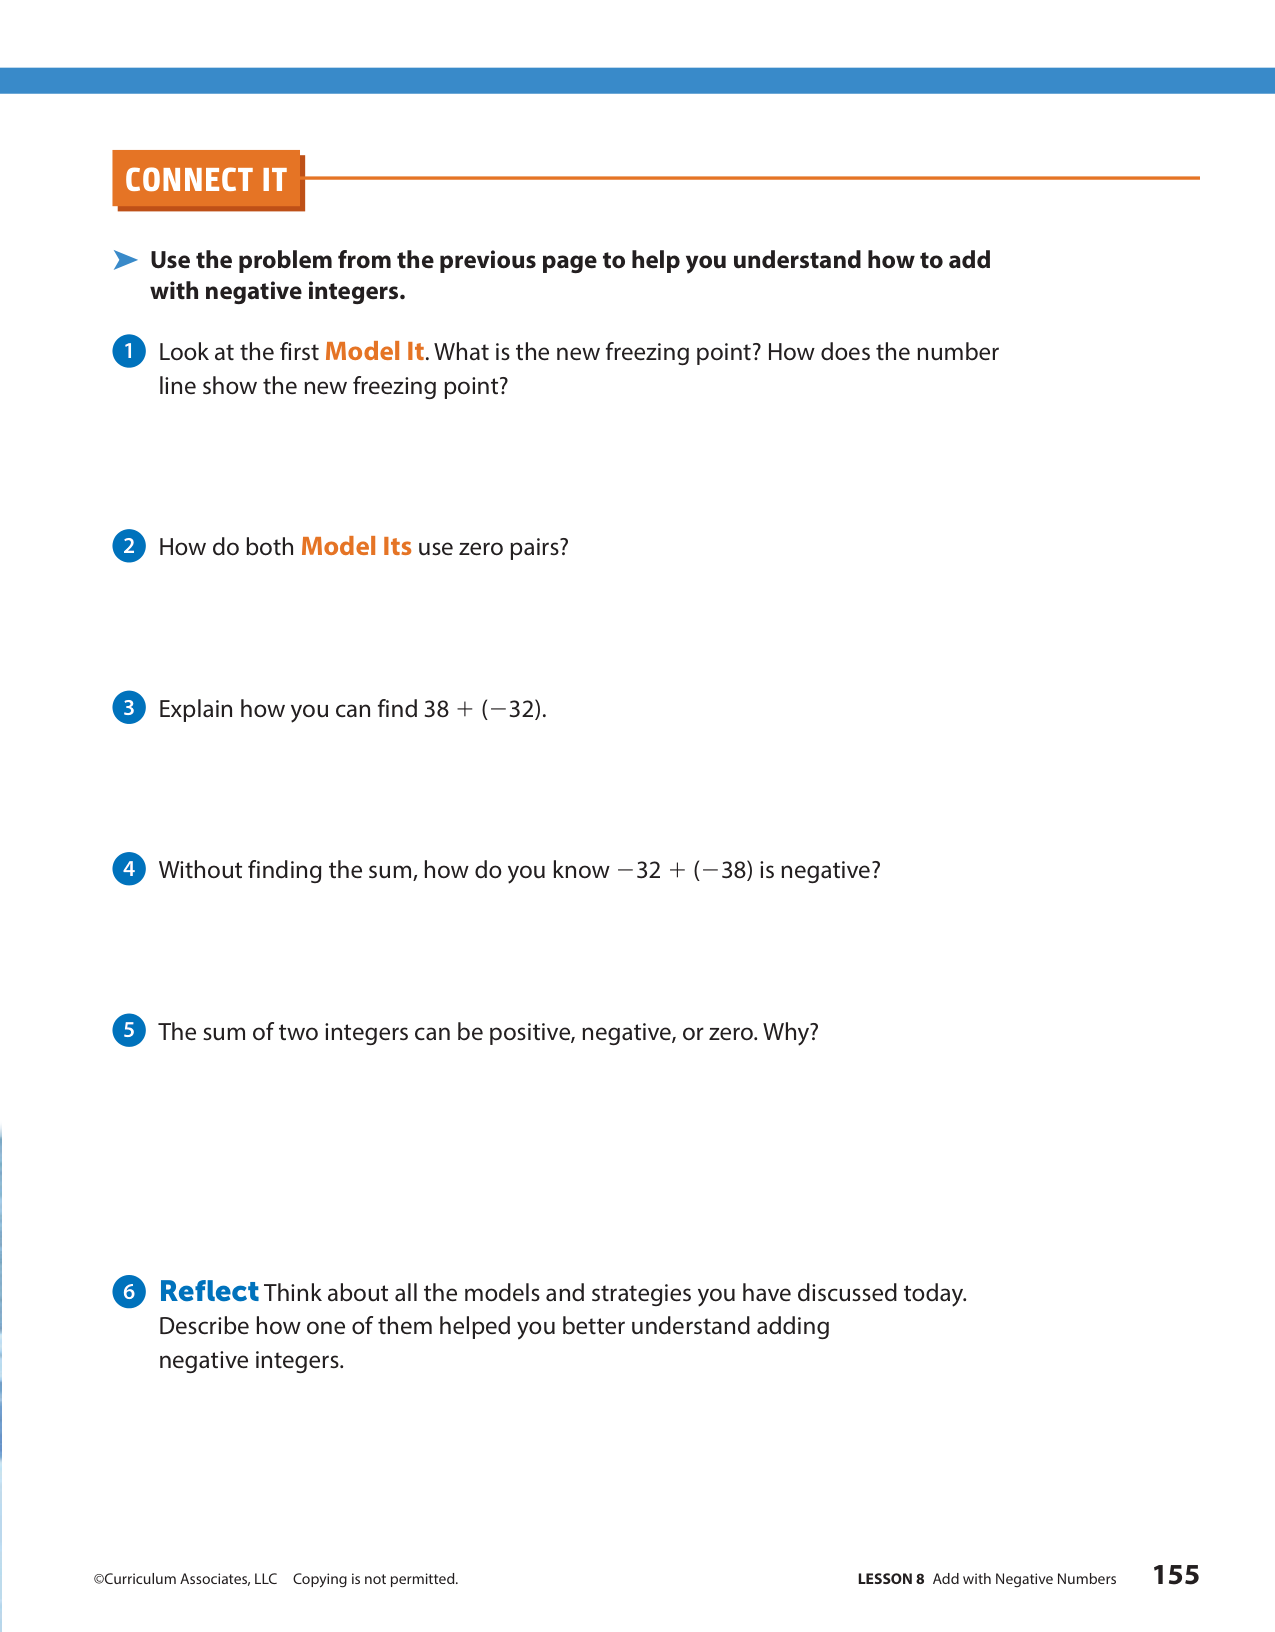 CONNECT IT
➤ Use the problem from the previous page to help you understand how to add
with negative integers.
1 Look at the first Model It. What is the new freezing point? How does the number
line show the new freezing point?
2 How do both Model Its use zero pairs?
3 Explain how you can find 38 + (−32).
4 Without finding the sum, how do you know −32 + (−38) is negative?
5 The sum of two integers can be positive, negative, or zero. Why?
6 Reflect Think about all the models and strategies you have discussed today.
Describe how one of them helped you better understand adding
negative integers.
©Curriculum Associates, LLC Copying is not permitted.
LESSON 8 Add with Negative Numbers 155